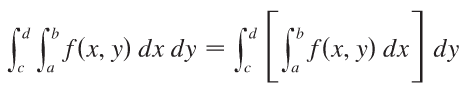 ∫_c^d ∫_a^b f(x, y) dx dy = ∫_c^d [ ∫_a^b f(x, y) dx ] dy